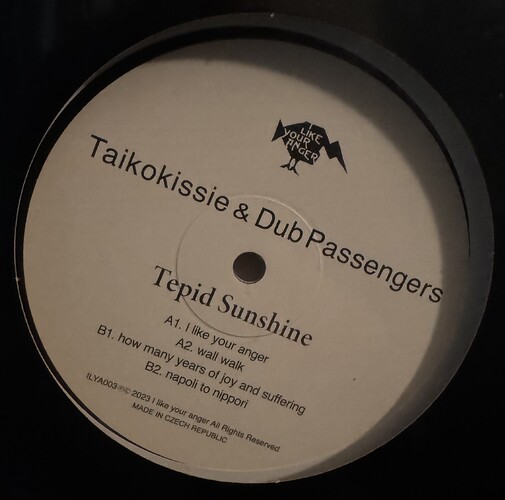 I LIKE
YOUR
ANGER
Taikokissie & Dub Passengers
Tepid Sunshine
A1. I like your anger
A2. wall walk
B1. how many years of joy and suffering
B2. napoli to nippori
ILYA003 ℗© 2023 I like your anger All Rights Reserved
MADE IN CZECH REPUBLIC